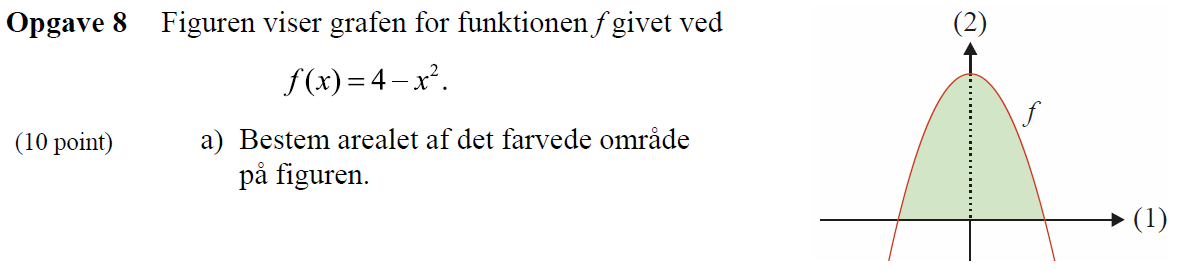 Opgave 8 Figuren viser grafen for funktionen f givet ved
f(x) = 4 − x².
(10 point) a) Bestem arealet af det farvede område
på figuren.
(2)
f
(1)